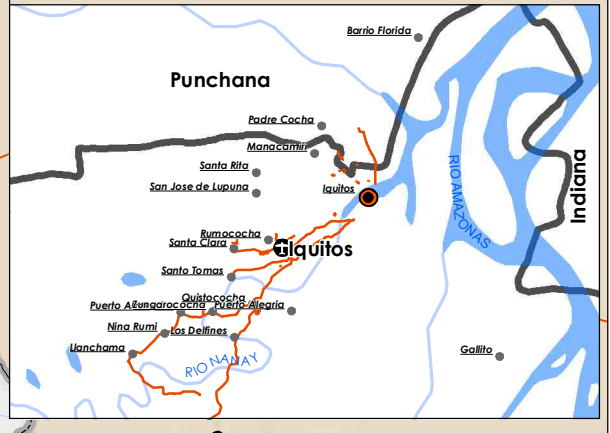 Barrio Florida
Punchana
Padre Cocha
Manacamiri
Santa Rita
San Jose de Lupuna
Iquitos
RIO AMAZONAS
Indiana
Rumococha
Santa Clara
Iquitos
Santo Tomas
Quistococha
Zungarococha
Puerto Alegria
Nina Rumi
Los Delfines
Llanchama
RIO NANAY
Gallito